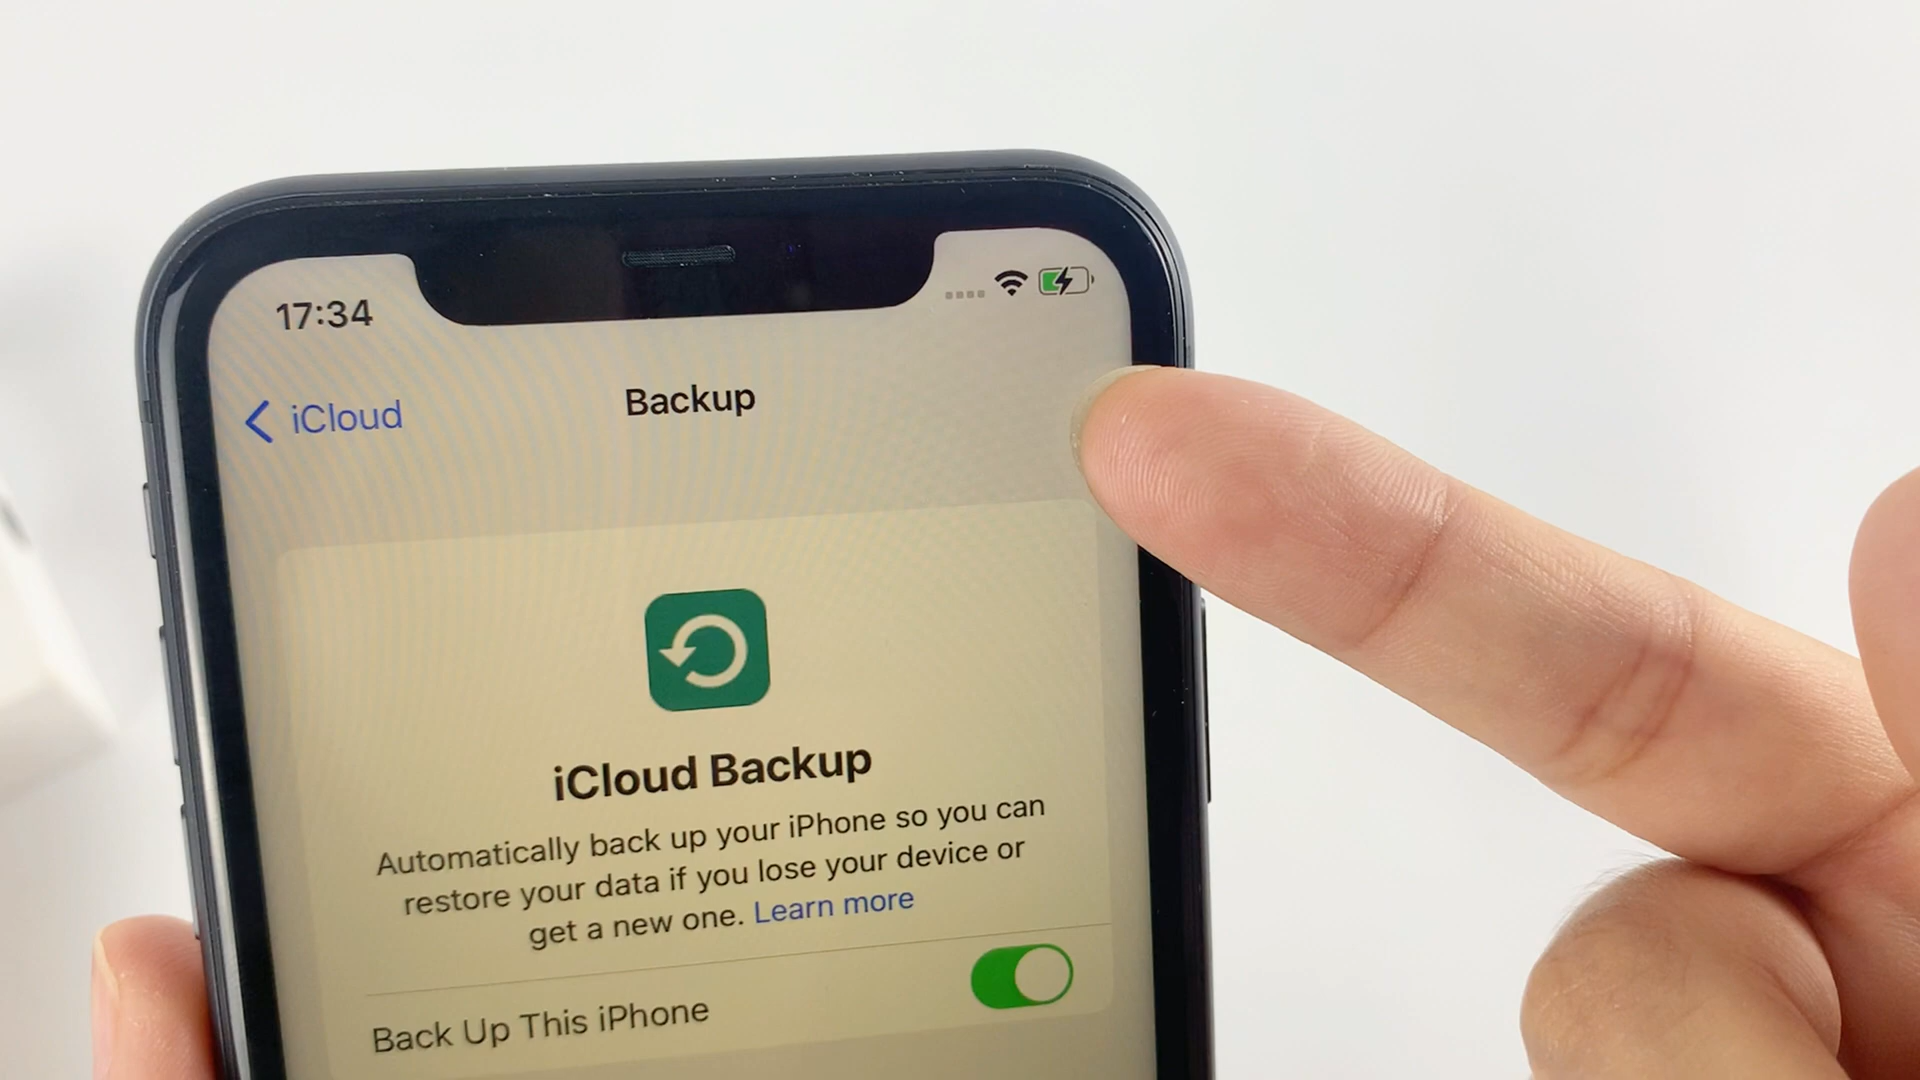 17:34
iCloud
Backup
iCloud Backup
Automatically back up your iPhone so you can
restore your data if you lose your device or
get a new one. Learn more
Back Up This iPhone